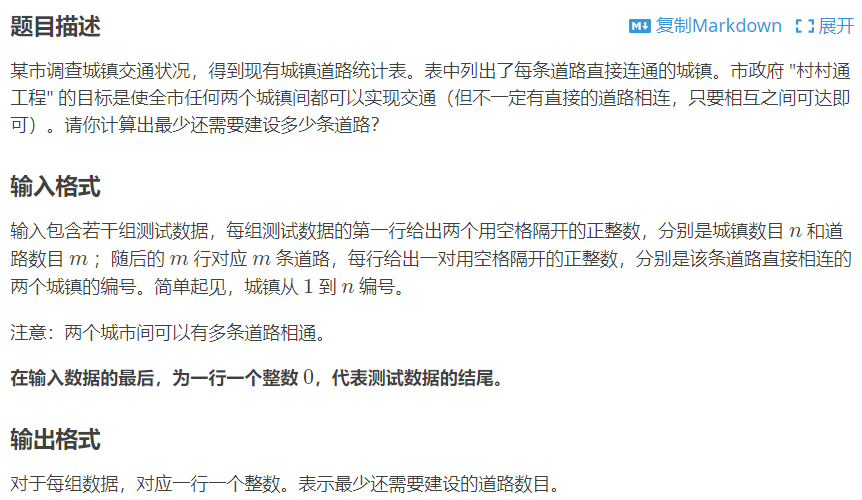 题目描述
复制Markdown 展开
某市调查城镇交通状况，得到现有城镇道路统计表。表中列出了每条道路直接连通的城镇。市政府 "村村通
工程" 的目标是使全市任何两个城镇间都可以实现交通（但不一定有直接的道路相连，只要相互之间可达即
可）。请你计算出最少还需要建设多少条道路？
输入格式
输入包含若干组测试数据，每组测试数据的第一行给出两个用空格隔开的正整数，分别是城镇数目 n 和道
路数目 m ；随后的 m 行对应 m 条道路，每行给出一对用空格隔开的正整数，分别是该条道路直接相连的
两个城镇的编号。简单起见，城镇从 1 到 n 编号。
注意：两个城市间可以有多条道路相通。
在输入数据的最后，为一行一个整数 0，代表测试数据的结尾。
输出格式
对于每组数据，对应一行一个整数。表示最少还需要建设的道路数目。